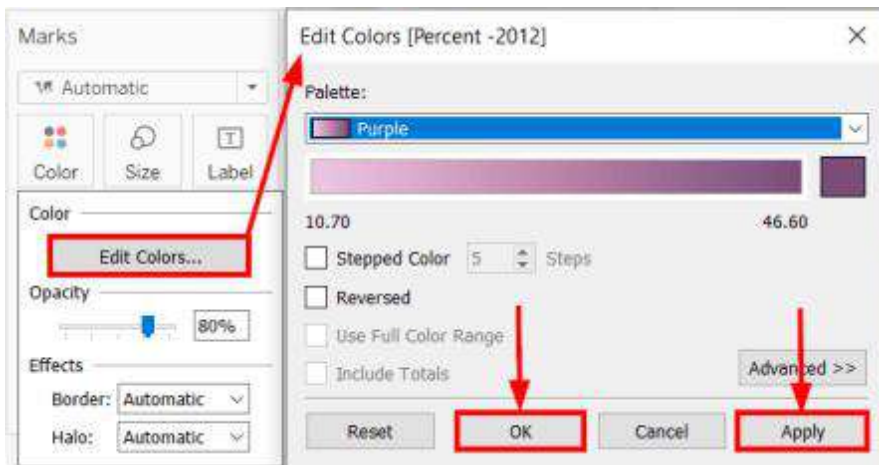 Marks
Automatic
Color
Size
Label
Color
Edit Colors...
Opacity
80%
Effects
Border: Automatic
Halo: Automatic
Edit Colors [Percent -2012]
Palette:
Purple
10.70
46.60
Stepped Color 5 Steps
Reversed
Use Full Color Range
Include Totals
Advanced >>
Reset
OK
Cancel
Apply